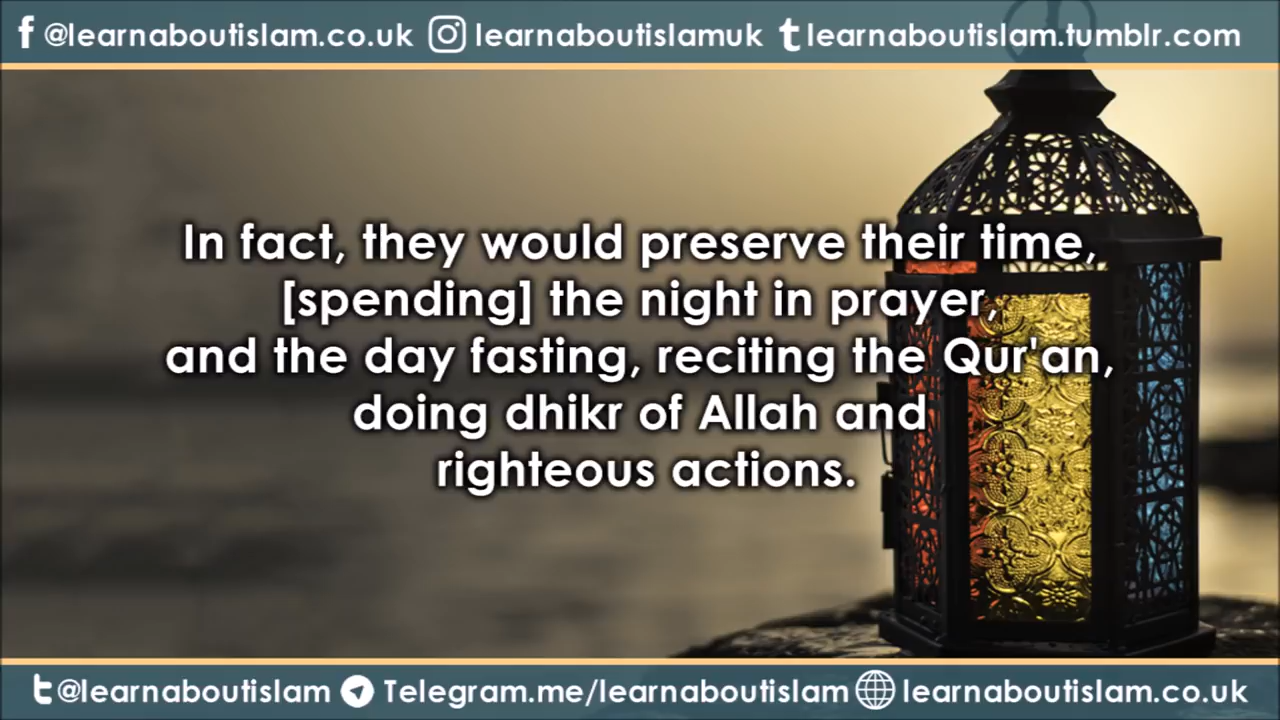 @learnaboutislam.co.uk learnaboutislamuk learnaboutislam.tumblr.com
In fact, they would preserve their time,
[spending] the night in prayer,
and the day fasting, reciting the Qur'an,
doing dhikr of Allah and
righteous actions.
@learnaboutislam Telegram.me/learnaboutislam learnaboutislam.co.uk